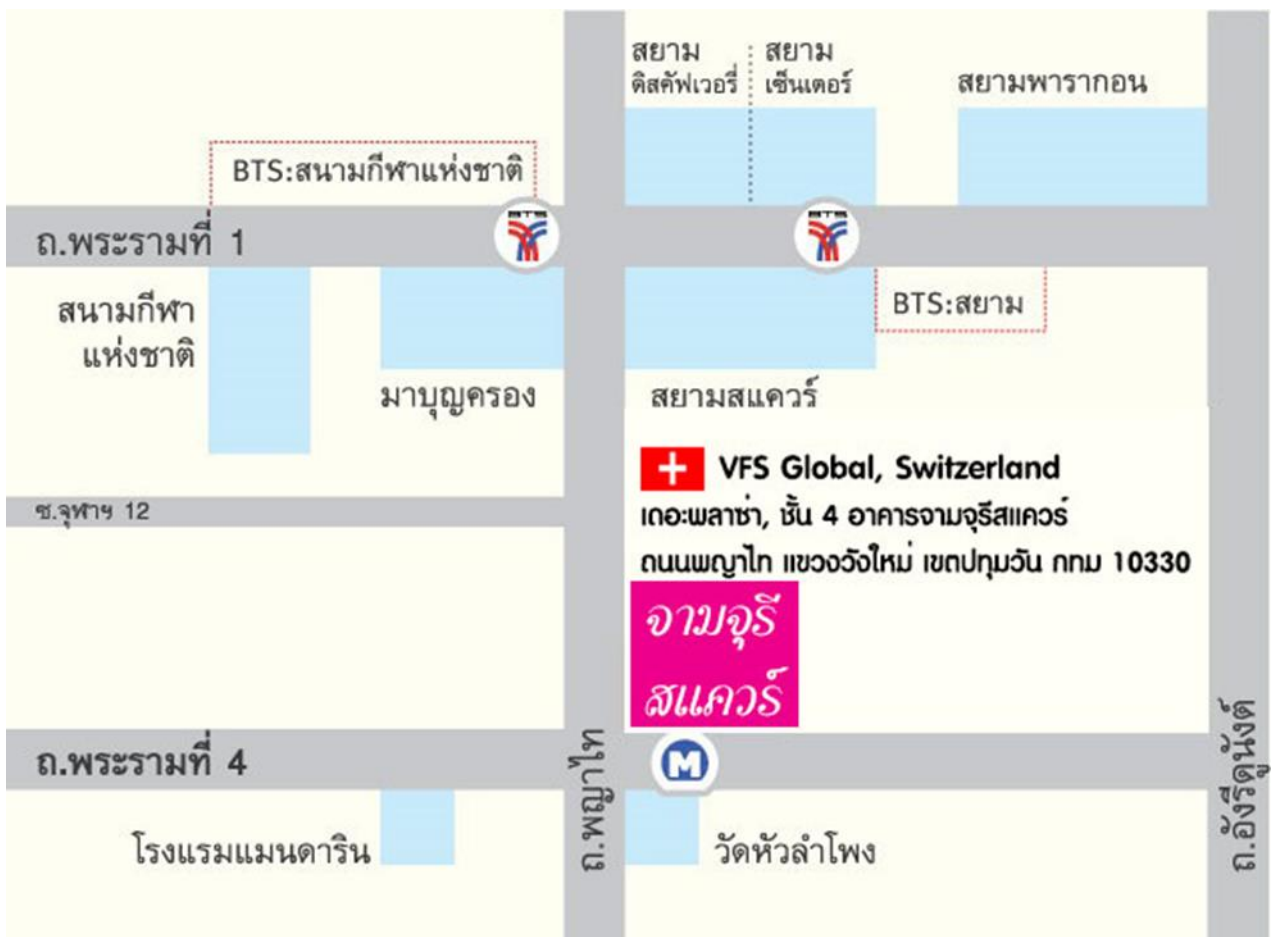 สยาม
ดิสคัฟเวอรี่
สยาม
เซ็นเตอร์
สยามพารากอน
BTS:สนามกีฬาแห่งชาติ
BTS
BTS
ถ.พระรามที่ 1
สนามกีฬา
แห่งชาติ
มาบุญครอง
สยามสแควร์
BTS:สยาม
VFS Global, Switzerland
เดอะพลาซ่า, ชั้น 4 อาคารจามจุรีสแควร์
ถนนพญาไท แขวงวังใหม่ เขตปทุมวัน กทม 10330
ซ.จุฬาฯ 12
จามจุรี
สแควร์
ถ.พระรามที่ 4
M
ถ.พญาไท
ถ.อังรีดูนังต์
โรงแรมแมนดาริน
วัดหัวลำโพง